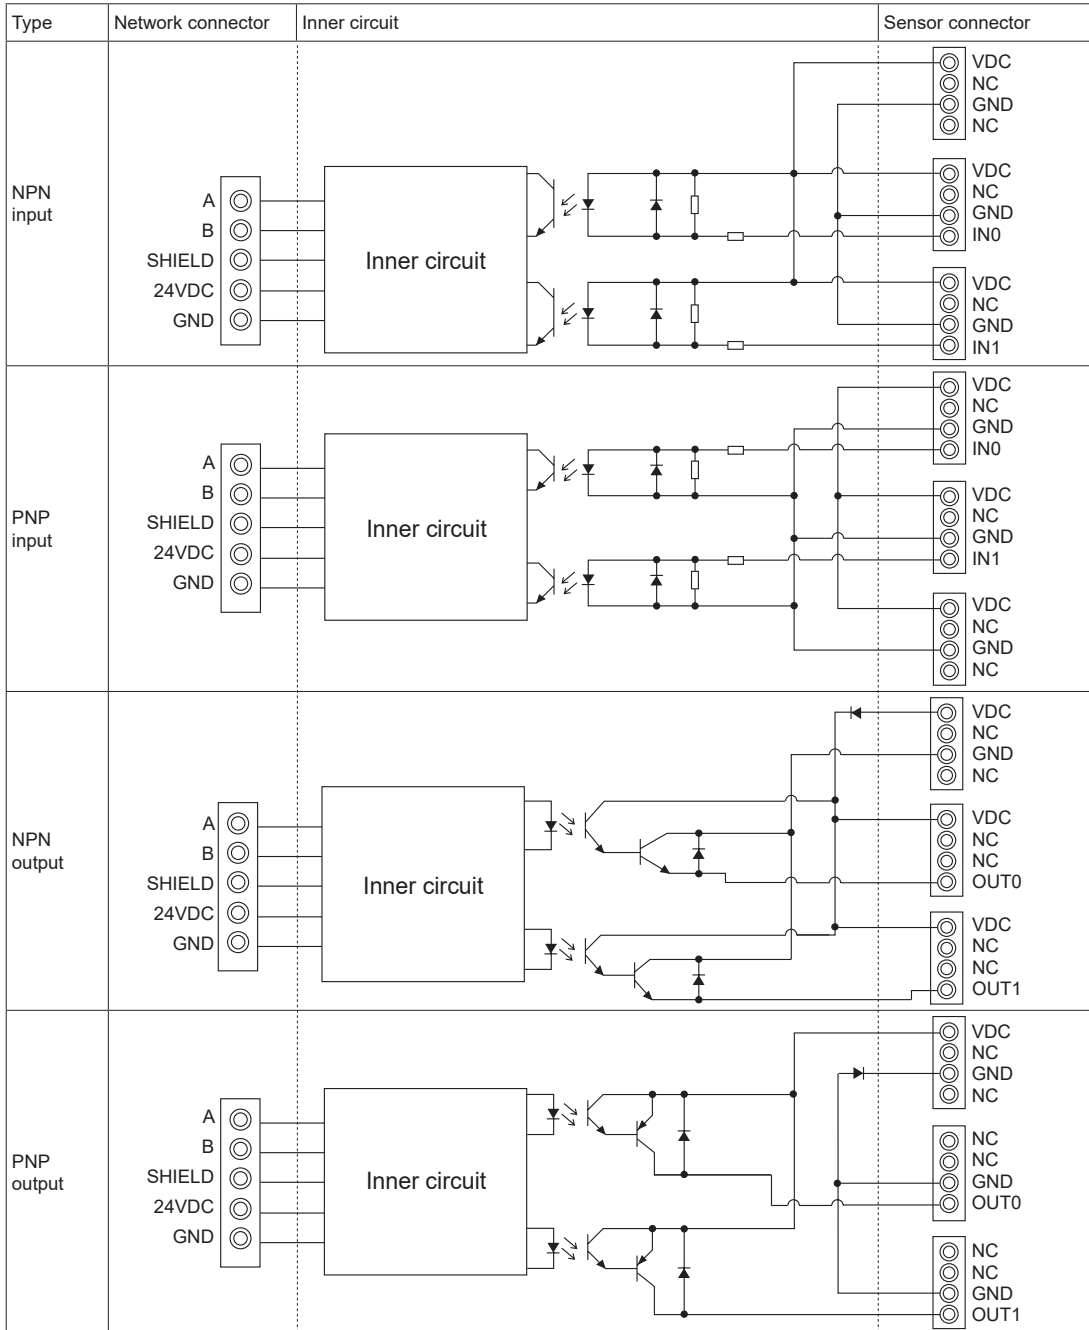 Type Network connector Inner circuit Sensor connector
NPN
input
A
B
SHIELD
24VDC
GND
Inner circuit
VDC
NC
GND
NC
VDC
NC
GND
IN0
VDC
NC
GND
IN1
PNP
input
A
B
SHIELD
24VDC
GND
Inner circuit
VDC
NC
GND
IN0
VDC
NC
GND
IN1
VDC
NC
GND
NC
NPN
output
A
B
SHIELD
24VDC
GND
Inner circuit
VDC
NC
GND
NC
VDC
NC
NC
OUT0
VDC
NC
NC
OUT1
PNP
output
A
B
SHIELD
24VDC
GND
Inner circuit
VDC
NC
GND
NC
NC
NC
GND
OUT0
NC
NC
GND
OUT1